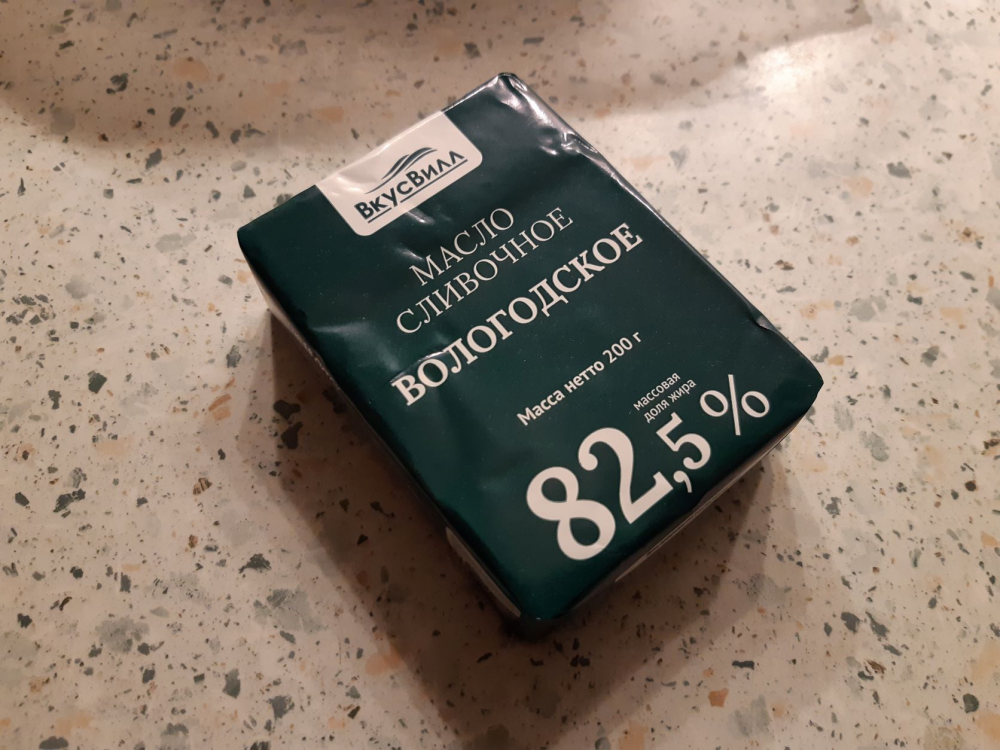 ВкусВилл
МАСЛО
СЛИВОЧНОЕ
ВОЛОГОДСКОЕ
Масса нетто 200 г
массовая
доля жира
82,5 %